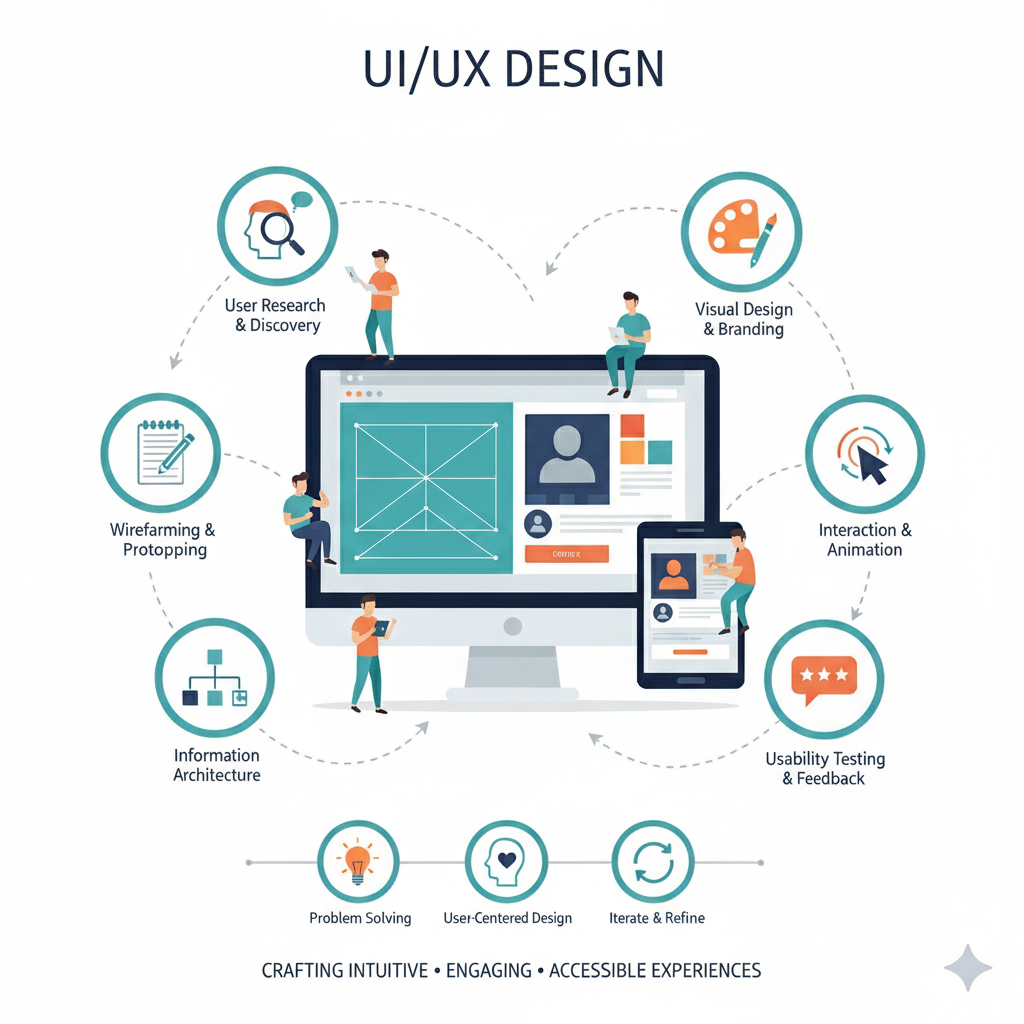 UI/UX DESIGN
User Research
& Discovery
Visual Design
& Branding
Wirefarming &
Protopping
Interaction &
Animation
Information
Architecture
Usability Testing
& Feedback
Problem Solving
User-Centered Design
Iterate & Refine
CRAFTING INTUITIVE • ENGAGING • ACCESSIBLE EXPERIENCES